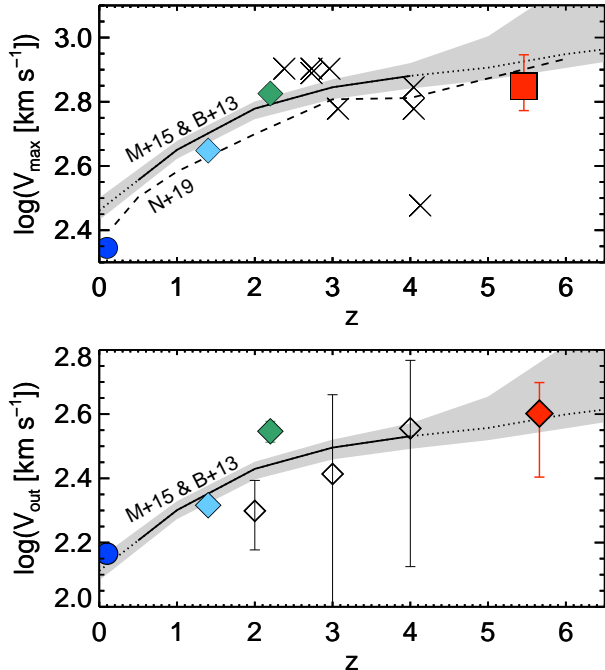 log(V_max [km s⁻¹])
3.0
2.8
2.6
2.4
M+15 & B+13
N+19
0 1 2 3 4 5 6
z
log(V_out [km s⁻¹])
2.8
2.6
2.4
2.2
2.0
M+15 & B+13
0 1 2 3 4 5 6
z